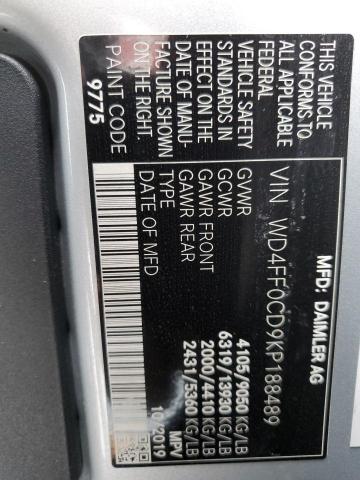 MFD: DAIMLER AG
VIN WD4FF0CD9KP188489
GVWR 4105/9050 KG/LB
GCWR 6319/13930 KG/LB
GAWR FRONT 2000/4410 KG/LB
GAWR REAR 2431/5360 KG/LB
TYPE MPV
DATE OF MFD 10/2019
THIS VEHICLE
CONFORMS TO
ALL APPLICABLE
FEDERAL
VEHICLE SAFETY
STANDARDS IN
EFFECT ON THE
DATE OF MANU-
FACTURE SHOWN
ON THE RIGHT.
PAINT CODE
9775